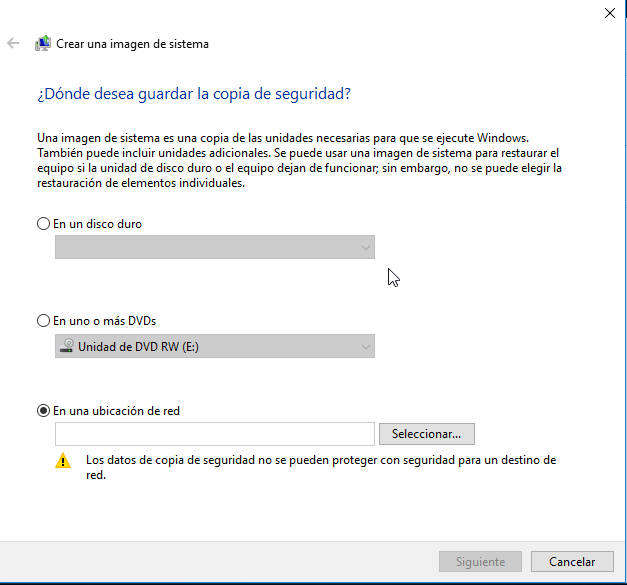 Crear una imagen de sistema
¿Dónde desea guardar la copia de seguridad?
Una imagen de sistema es una copia de las unidades necesarias para que se ejecute Windows.
También puede incluir unidades adicionales. Se puede usar una imagen de sistema para restaurar el
equipo si la unidad de disco duro o el equipo dejan de funcionar; sin embargo, no se puede elegir la
restauración de elementos individuales.
En un disco duro
En uno o más DVDs
Unidad de DVD RW (E:)
En una ubicación de red
Seleccionar...
Los datos de copia de seguridad no se pueden proteger con seguridad para un destino de
red.
Siguiente
Cancelar